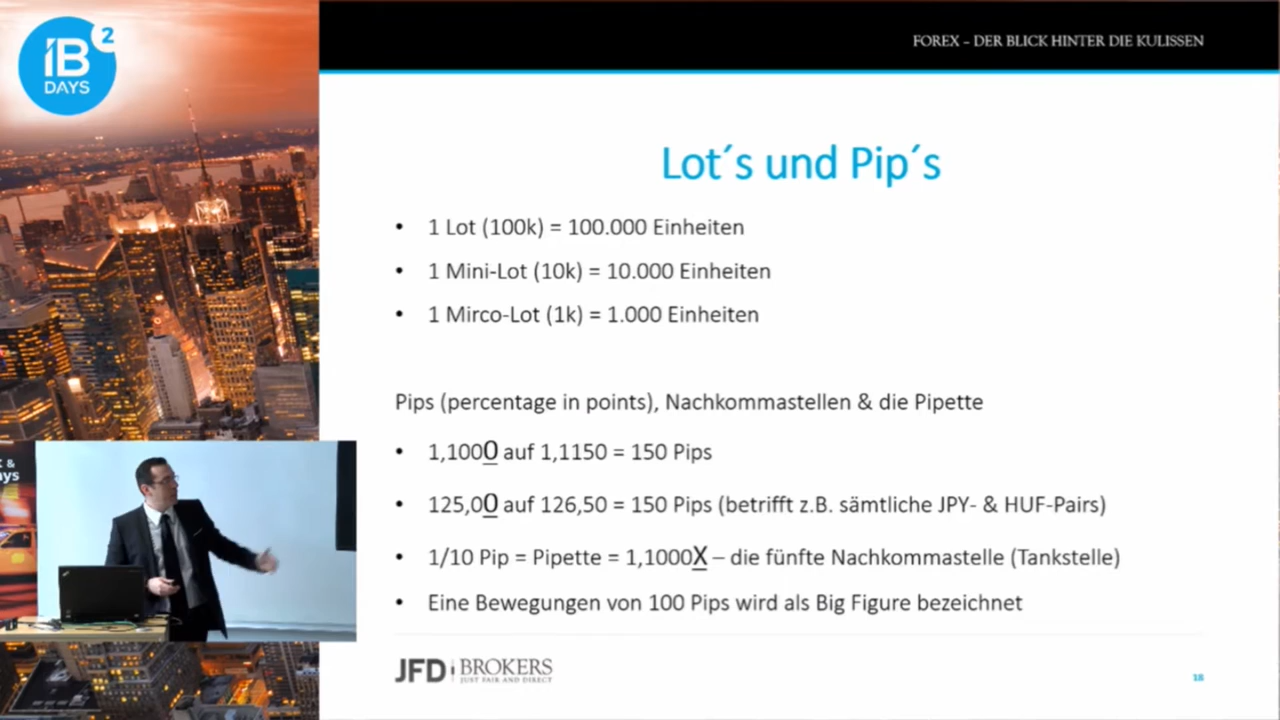 iB 2
DAYS
FOREX – DER BLICK HINTER DIE KULISSEN
Lot´s und Pip´s
• 1 Lot (100k) = 100.000 Einheiten
• 1 Mini-Lot (10k) = 10.000 Einheiten
• 1 Mirco-Lot (1k) = 1.000 Einheiten
Pips (percentage in points), Nachkommastellen & die Pipette
• 1,1000 auf 1,1150 = 150 Pips
• 125,00 auf 126,50 = 150 Pips (betrifft z.B. sämtliche JPY- & HUF-Pairs)
• 1/10 Pip = Pipette = 1,1000X – die fünfte Nachkommastelle (Tankstelle)
• Eine Bewegungen von 100 Pips wird als Big Figure bezeichnet
JFD BROKERS
JUST FAIR AND DIRECT
18